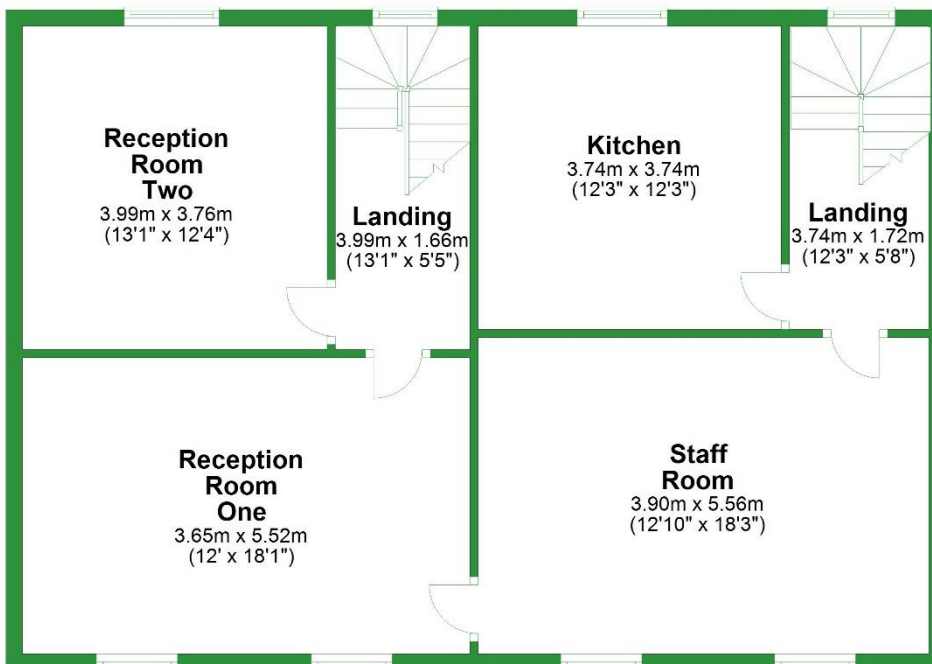 Reception
Room
Two
3.99m x 3.76m
(13'1" x 12'4")
Landing
3.99m x 1.66m
(13'1" x 5'5")
Kitchen
3.74m x 3.74m
(12'3" x 12'3")
Landing
3.74m x 1.72m
(12'3" x 5'8")
Reception
Room
One
3.65m x 5.52m
(12' x 18'1")
Staff
Room
3.90m x 5.56m
(12'10" x 18'3")